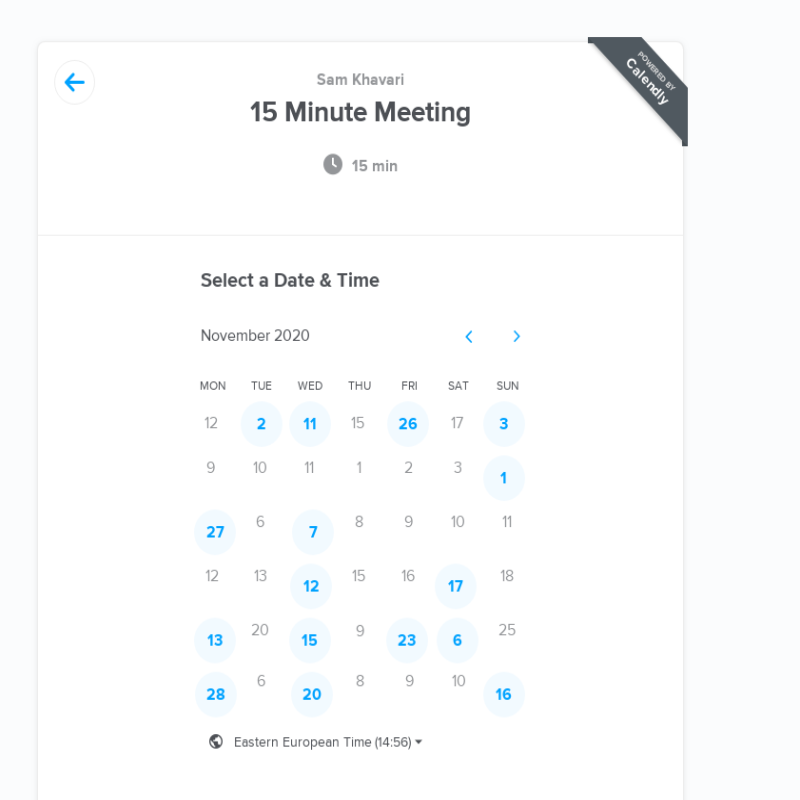 POWERED BY
Calendly
Sam Khavari
15 Minute Meeting
15 min
Select a Date & Time
November 2020
MON TUE WED THU FRI SAT SUN
12 2 11 15 26 17 3
9 10 11 1 2 3 1
27 6 7 8 9 10 11
12 13 12 15 16 17 18
13 20 15 9 23 6 25
28 6 20 8 9 10 16
Eastern European Time (14:56)